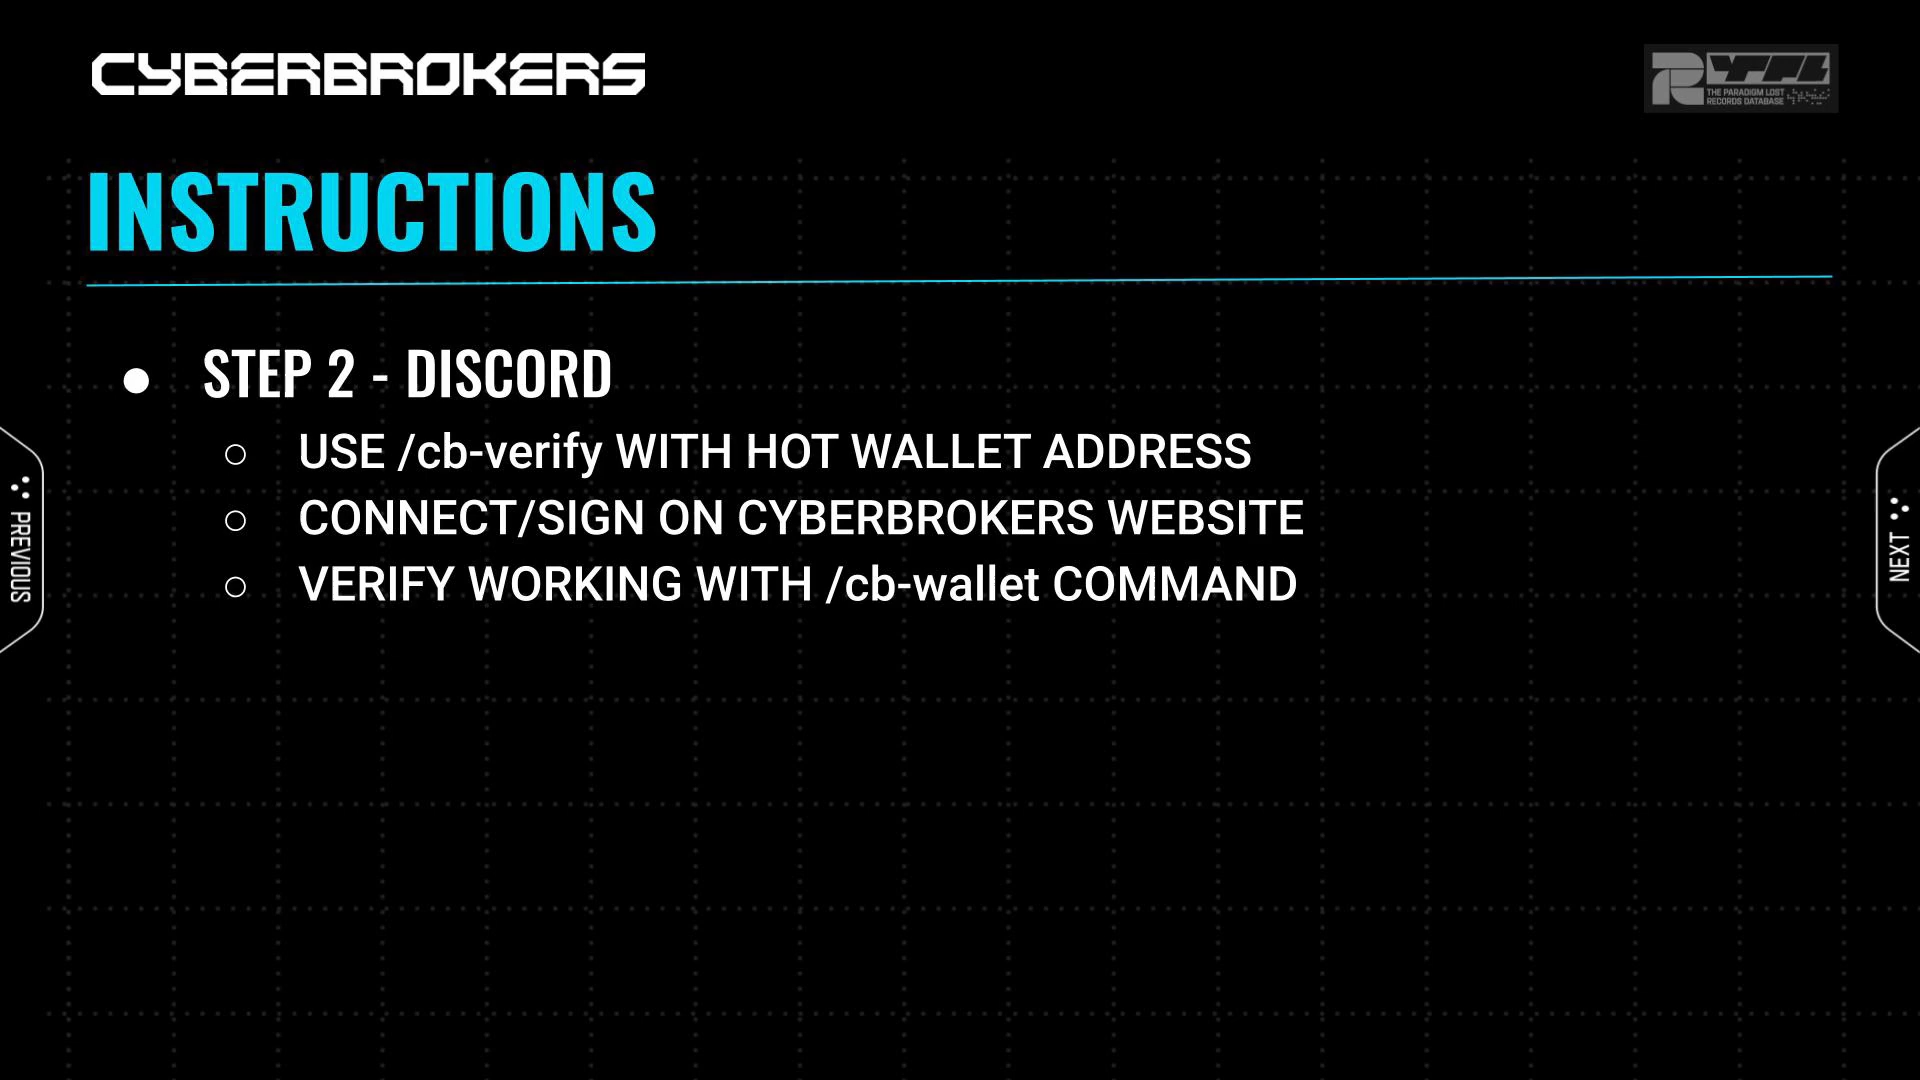 CYBERBROKERS
THE PARADIGM LOST
RECORDS DATABASE
INSTRUCTIONS
● STEP 2 - DISCORD
○ USE /cb-verify WITH HOT WALLET ADDRESS
○ CONNECT/SIGN ON CYBERBROKERS WEBSITE
○ VERIFY WORKING WITH /cb-wallet COMMAND
PREVIOUS
NEXT